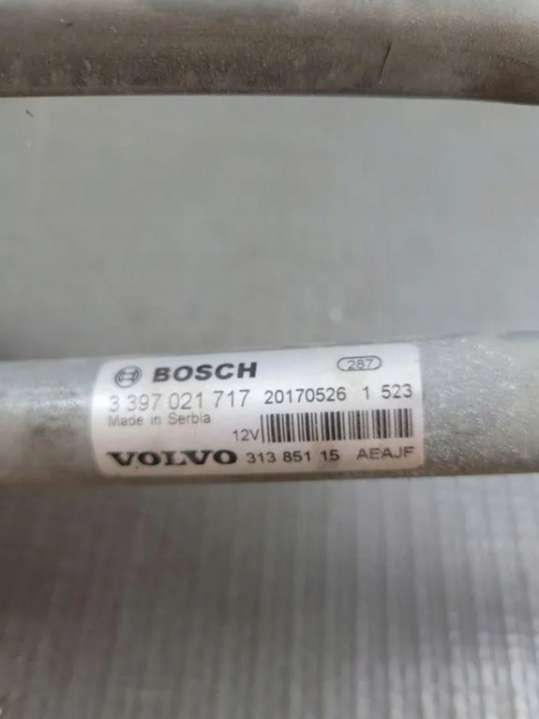 BOSCH 287
3 397 021 717 20170526 1 523
Made in Serbia
12V
VOLVO 313 851 15 AEAJF